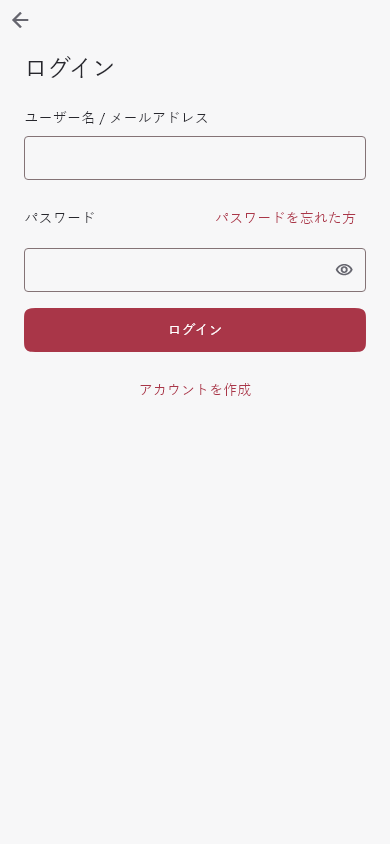 ログイン
ユーザー名 / メールアドレス
パスワード
パスワードを忘れた方
ログイン
アカウントを作成